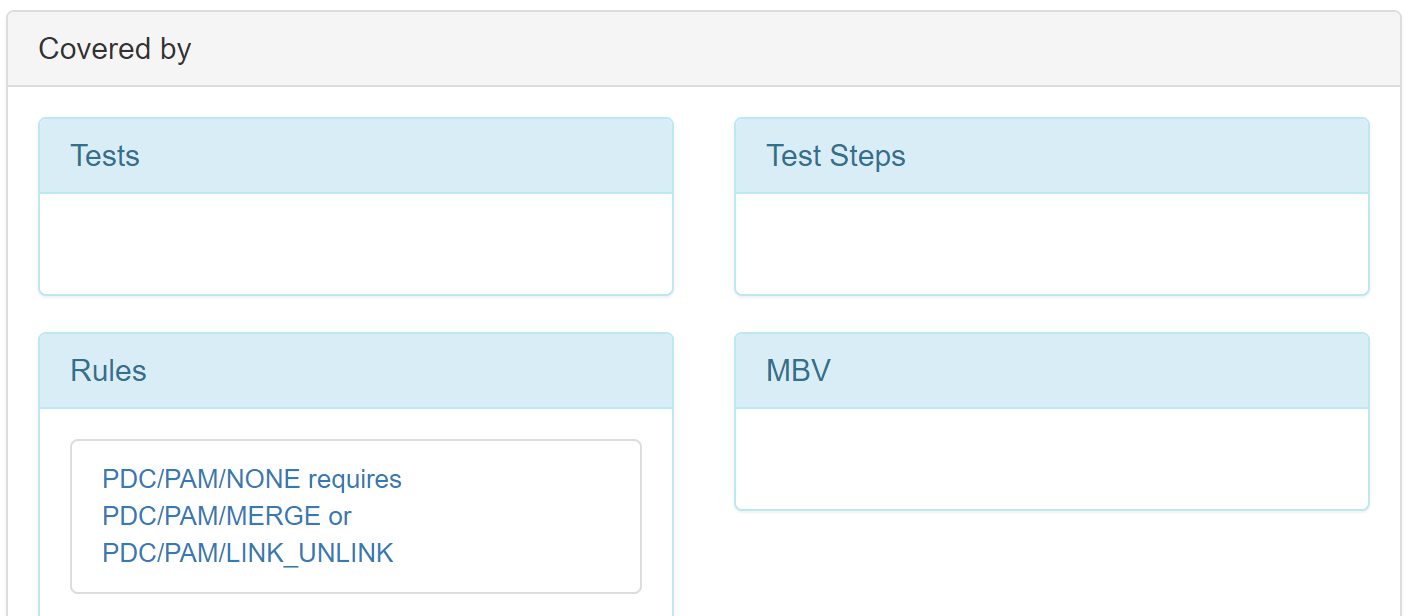 Covered by
Tests
Test Steps
Rules
MBV
PDC/PAM/NONE requires
PDC/PAM/MERGE or
PDC/PAM/LINK_UNLINK